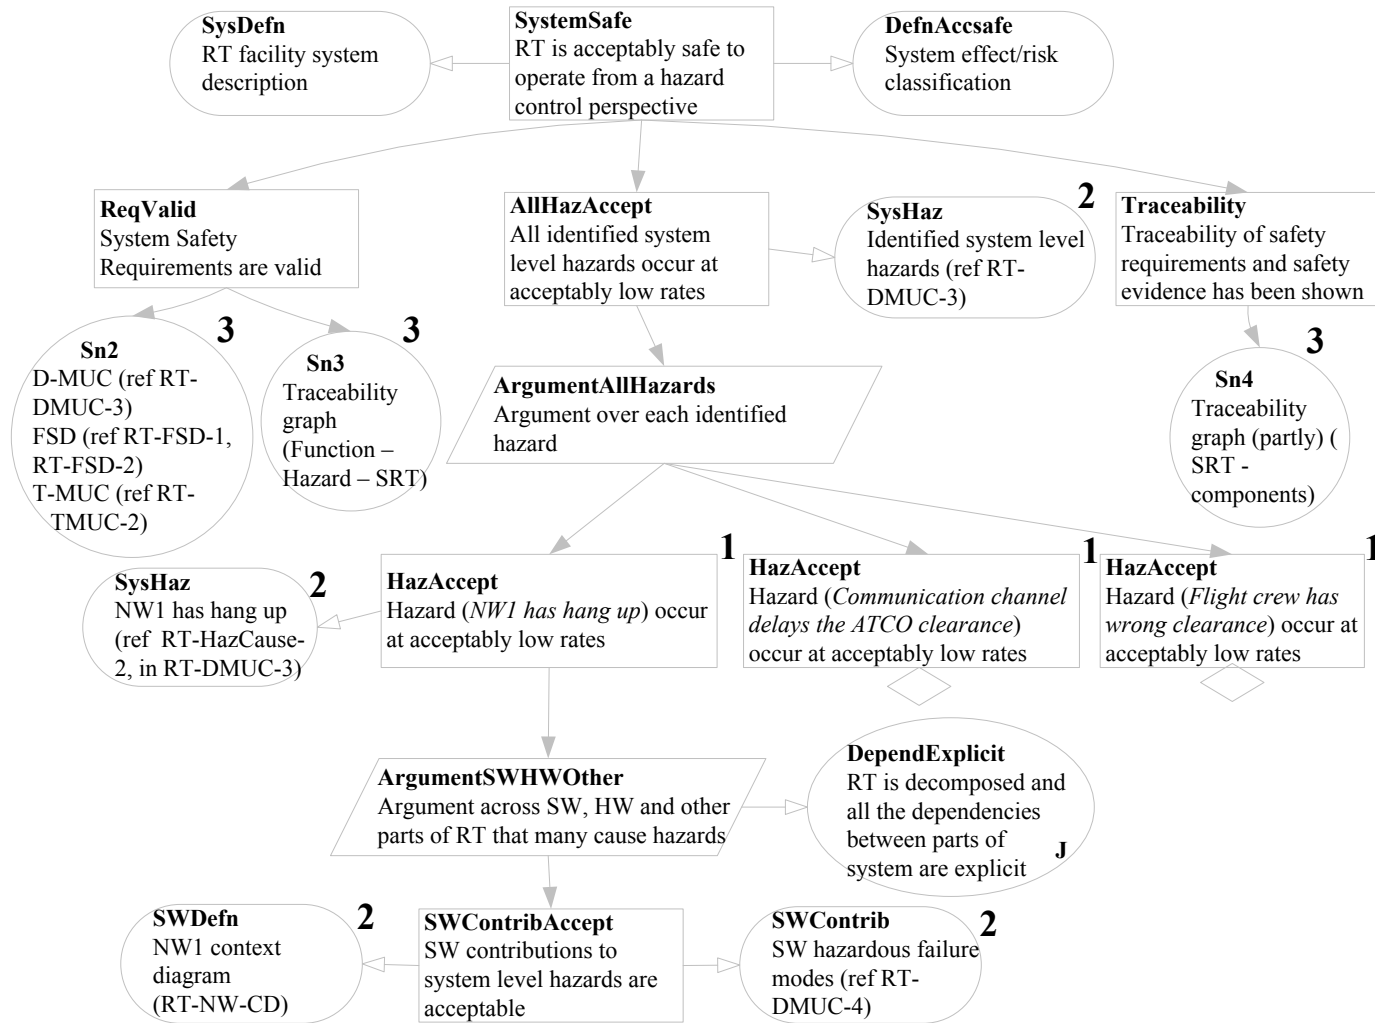 SysDefn
RT facility system
description
SystemSafe
RT is acceptably safe to
operate from a hazard
control perspective
DefnAccsafe
System effect/risk
classification
ReqValid
System Safety
Requirements are valid
AllHazAccept
All identified system
level hazards occur at
acceptably low rates
2
SysHaz
Identified system level
hazards (ref RT-
DMUC-3)
Traceability
Traceability of safety
requirements and safety
evidence has been shown
3
Sn2
D-MUC (ref RT-
DMUC-3)
FSD (ref RT-FSD-1,
RT-FSD-2)
T-MUC (ref RT-
TMUC-2)
3
Sn3
Traceability
graph
(Function –
Hazard – SRT)
ArgumentAllHazards
Argument over each identified
hazard
3
Sn4
Traceability
graph (partly) (
SRT -
components)
2
SysHaz
NW1 has hang up
(ref RT-HazCause-
2, in RT-DMUC-3)
1
HazAccept
Hazard (NW1 has hang up) occur
at acceptably low rates
1
HazAccept
Hazard (Communication channel
delays the ATCO clearance)
occur at acceptably low rates
1
HazAccept
Hazard (Flight crew has
wrong clearance) occur at
acceptably low rates
ArgumentSWHWOther
Argument across SW, HW and other
parts of RT that many cause hazards
DependExplicit
RT is decomposed and
all the dependencies
between parts of
system are explicit
J
2
SWDefn
NW1 context
diagram
(RT-NW-CD)
SWContribAccept
SW contributions to
system level hazards are
acceptable
2
SWContrib
SW hazardous failure
modes (ref RT-
DMUC-4)